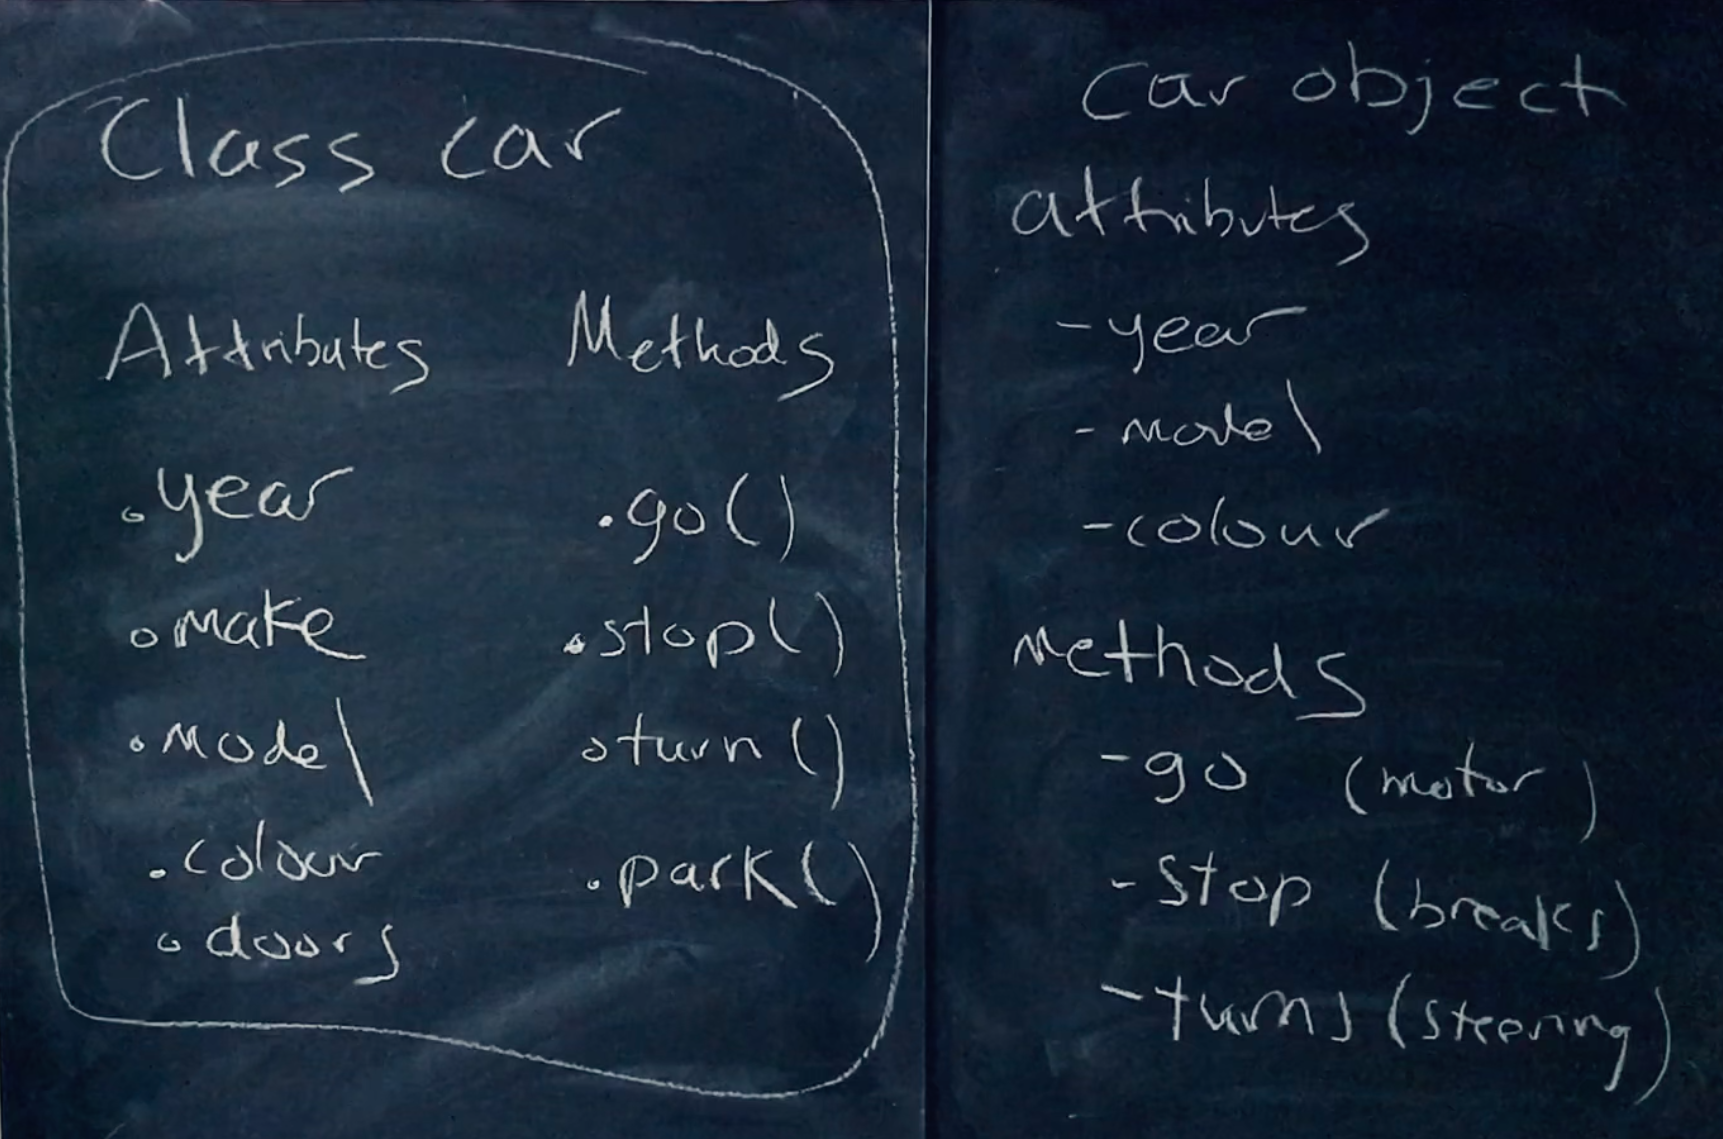 Class car
Attributes
.year
.make
.model
.colour
.doors
Methods
.go()
.stop()
.turn()
.park()
Car object
attributes
-year
-model
-colour
methods
-go (motor)
-stop (breaks)
-turns (steering)